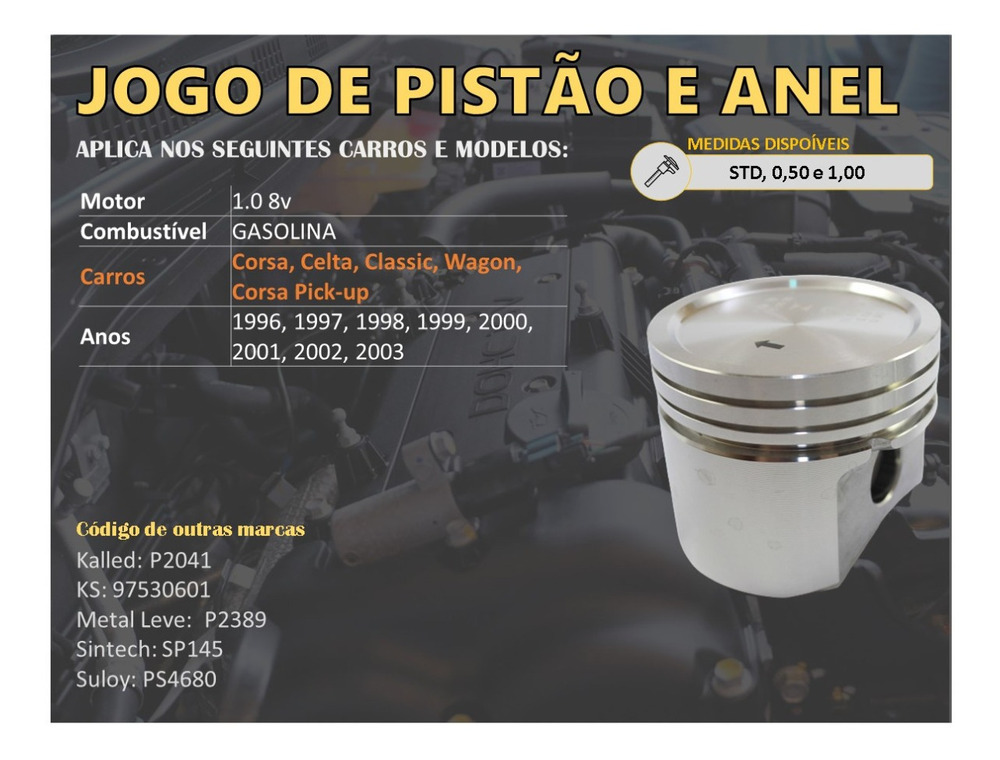 JOGO DE PISTÃO E ANEL
APLICA NOS SEGUINTES CARROS E MODELOS:
MEDIDAS DISPOÍVEIS
STD, 0,50 e 1,00
Motor 1.0 8v
Combustível GASOLINA
Carros Corsa, Celta, Classic, Wagon,
Corsa Pick-up
Anos 1996, 1997, 1998, 1999, 2000,
2001, 2002, 2003
DOHC
Código de outras marcas
Kalled: P2041
KS: 97530601
Metal Leve: P2389
Sintech: SP145
Suloy: PS4680